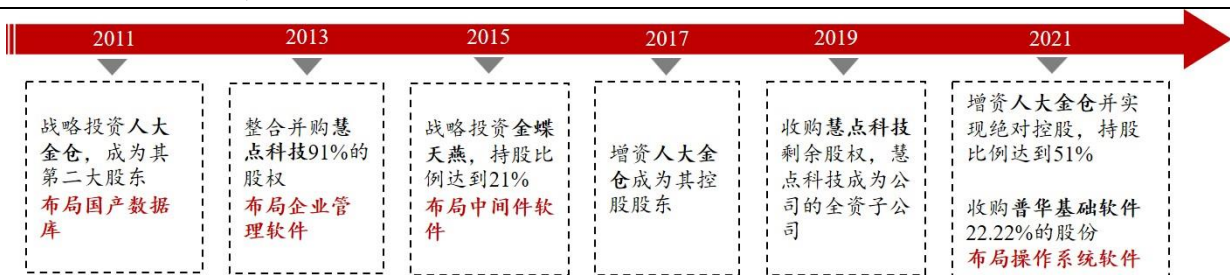 2011
2013
2015
2017
2019
2021
战略投资人大
金仓，成为其
第二大股东
布局国产数据
库
整合并购慧
点科技91%的
股权
布局企业管
理软件
战略投资金蝶
天燕，持股比
例达到21%
布局中间件软
件
增资人大金
仓成为其控
股股东
收购慧点科技
剩余股权，慧
点科技成为公
司的全资子公
司
增资人大金仓并实
现绝对控股，持股
比例达到51%
收购普华基础软件
22.22%的股份
布局操作系统软件